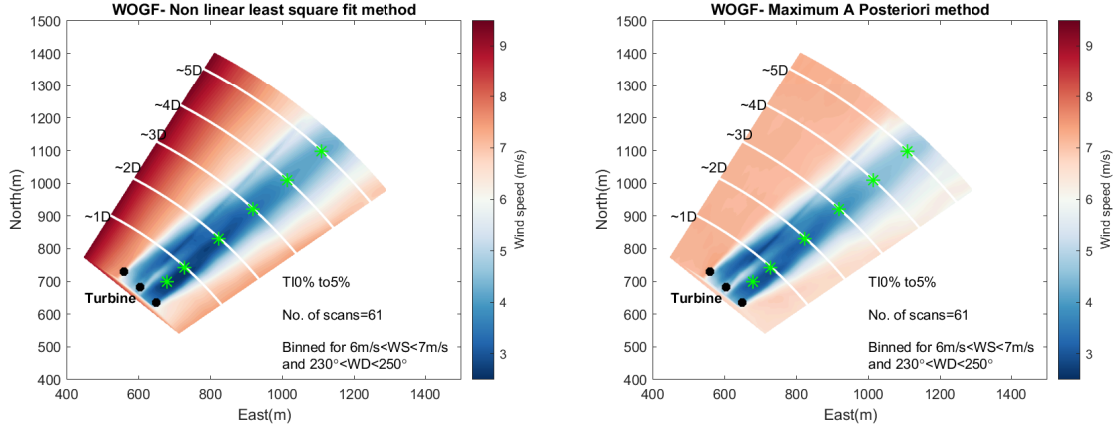 WOGF- Non linear least square fit method
1500
1400
1300
1200
1100
1000
900
800
700
600
500
400
North(m)
~5D
~4D
~3D
~2D
~1D
Turbine
TI0% to5%
No. of scans=61
Binned for 6m/s<WS<7m/s
and 230°<WD<250°
400
600
800
1000
1200
1400
East(m)
9
8
7
6
5
4
3
Wind speed (m/s)
WOGF- Maximum A Posteriori method
1500
1400
1300
1200
1100
1000
900
800
700
600
500
400
North(m)
~5D
~4D
~3D
~2D
~1D
Turbine
TI0% to5%
No. of scans=61
Binned for 6m/s<WS<7m/s
and 230°<WD<250°
400
600
800
1000
1200
1400
East(m)
9
8
7
6
5
4
3
Wind speed (m/s)